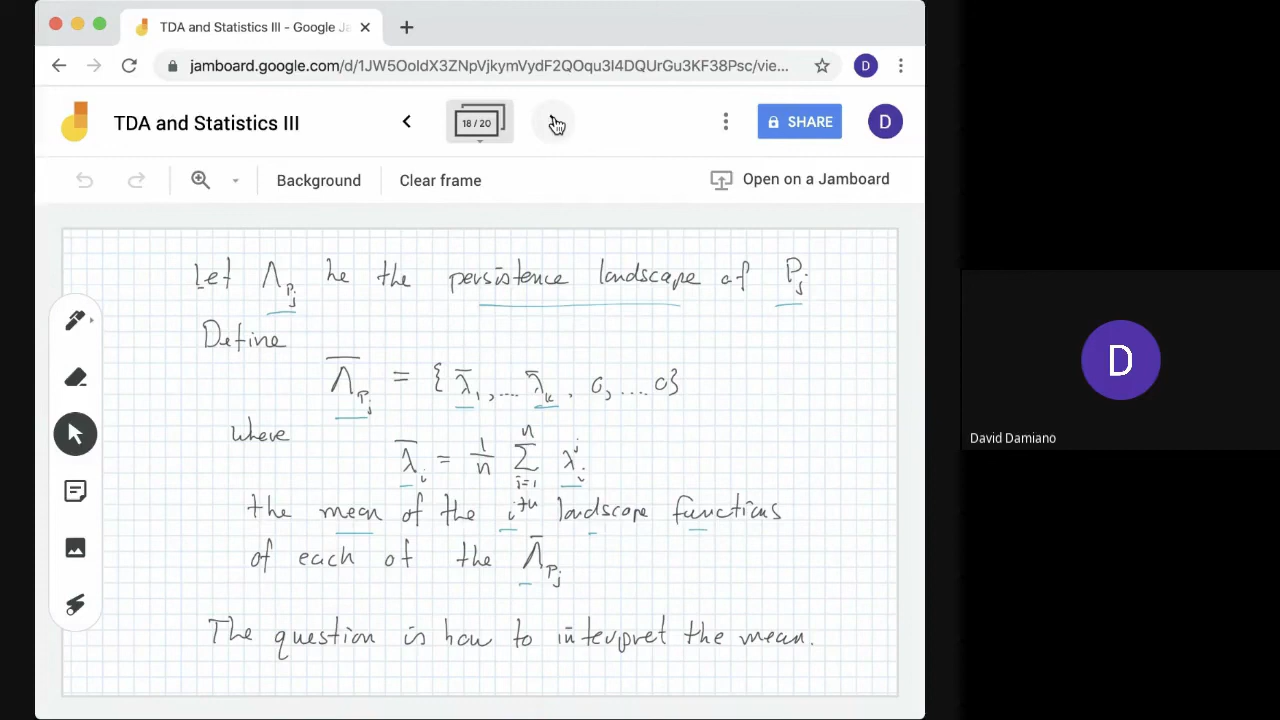 TDA and Statistics III - Google Ja
jamboard.google.com/d/1JW5OoldX3ZNpVjkymVydF2QOqu3I4DQUrGu3KF38Psc/vie...
D
TDA and Statistics III
18 / 20
SHARE
D
Background
Clear frame
Open on a Jamboard
Let Λ_{P_j} be the persistence landscape of P_j
Define
Λ̅_{P_j} = { λ̅_1, ... λ̅_k, 0, .... 0}
where
λ̅_i = 1/n Σ_{i=1}^{n} λ_i^j
the mean of the i^th landscape functions
of each of the Λ̅_{P_j}
The question is how to interpret the mean.
D
David Damiano